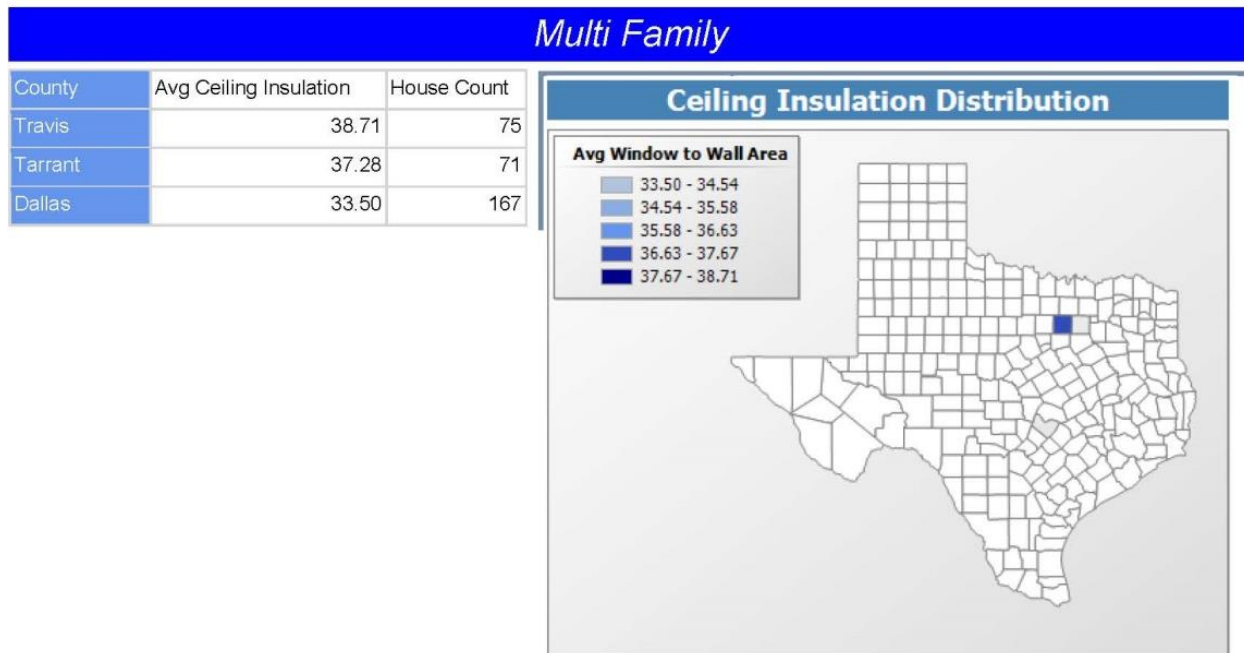 Multi Family
County Avg Ceiling Insulation House Count
Travis 38.71 75
Tarrant 37.28 71
Dallas 33.50 167
Ceiling Insulation Distribution
Avg Window to Wall Area
33.50 - 34.54
34.54 - 35.58
35.58 - 36.63
36.63 - 37.67
37.67 - 38.71